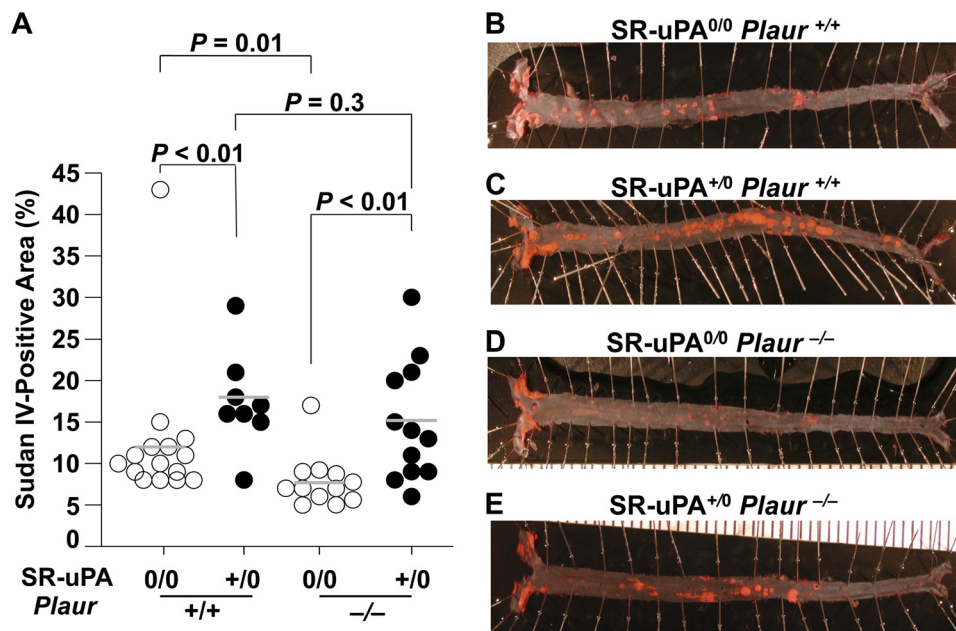 A
P = 0.01
P = 0.3
P < 0.01
P < 0.01
Sudan IV-Positive Area (%)
45
40
35
30
25
20
15
10
5
0
SR-uPA 0/0 +/0 0/0 +/0
Plaur +/+ –/–
B SR-uPA0/0 Plaur +/+
C SR-uPA+/0 Plaur +/+
D SR-uPA0/0 Plaur –/–
E SR-uPA+/0 Plaur –/–